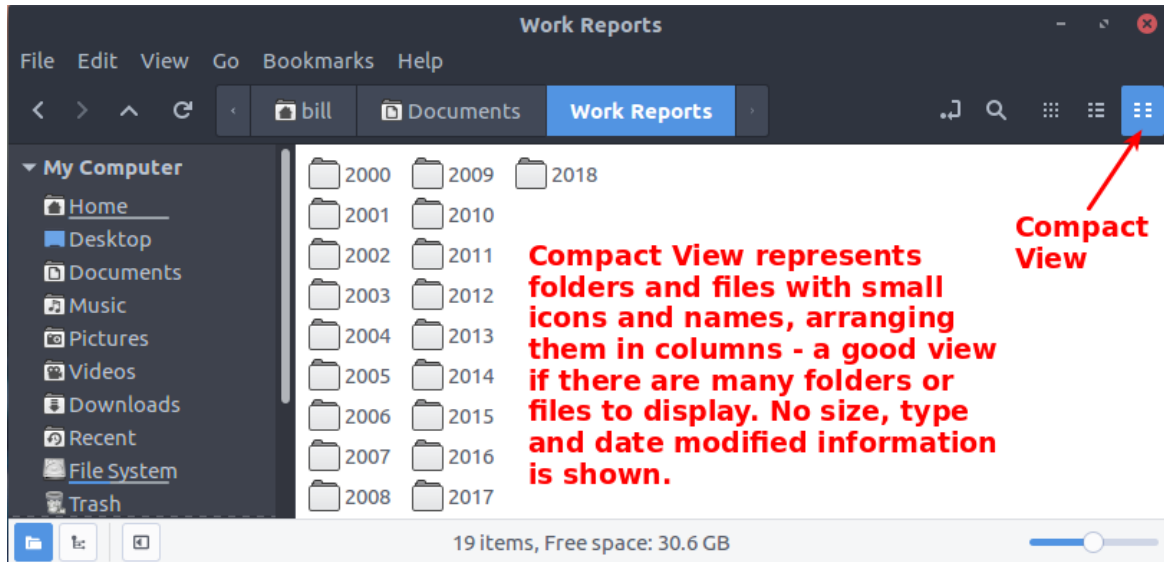 Work Reports
File Edit View Go Bookmarks Help
bill Documents Work Reports
My Computer
Home
Desktop
Documents
Music
Pictures
Videos
Downloads
Recent
File System
Trash
2000 2009 2018
2001 2010
2002 2011
2003 2012
2004 2013
2005 2014
2006 2015
2007 2016
2008 2017
Compact
View
Compact View represents
folders and files with small
icons and names, arranging
them in columns - a good view
if there are many folders or
files to display. No size, type
and date modified information
is shown.
19 items, Free space: 30.6 GB